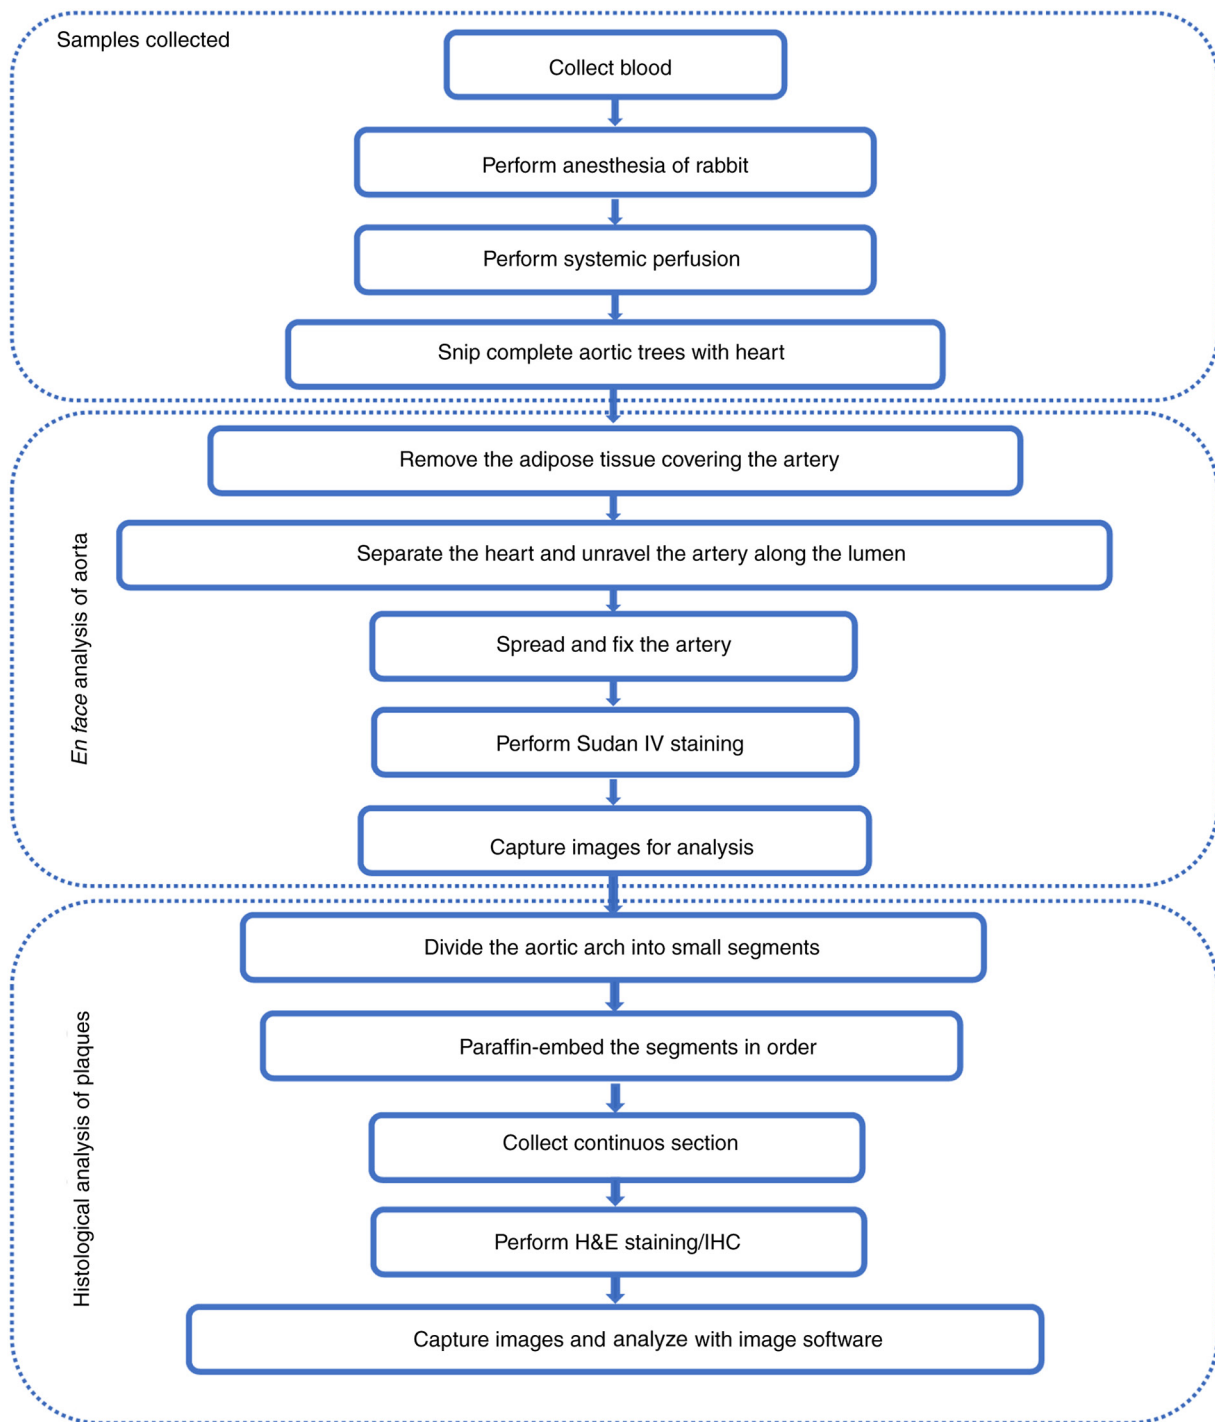 Samples collected
Collect blood
Perform anesthesia of rabbit
Perform systemic perfusion
Snip complete aortic trees with heart
En face analysis of aorta
Remove the adipose tissue covering the artery
Separate the heart and unravel the artery along the lumen
Spread and fix the artery
Perform Sudan IV staining
Capture images for analysis
Histological analysis of plaques
Divide the aortic arch into small segments
Paraffin-embed the segments in order
Collect continuos section
Perform H&E staining/IHC
Capture images and analyze with image software